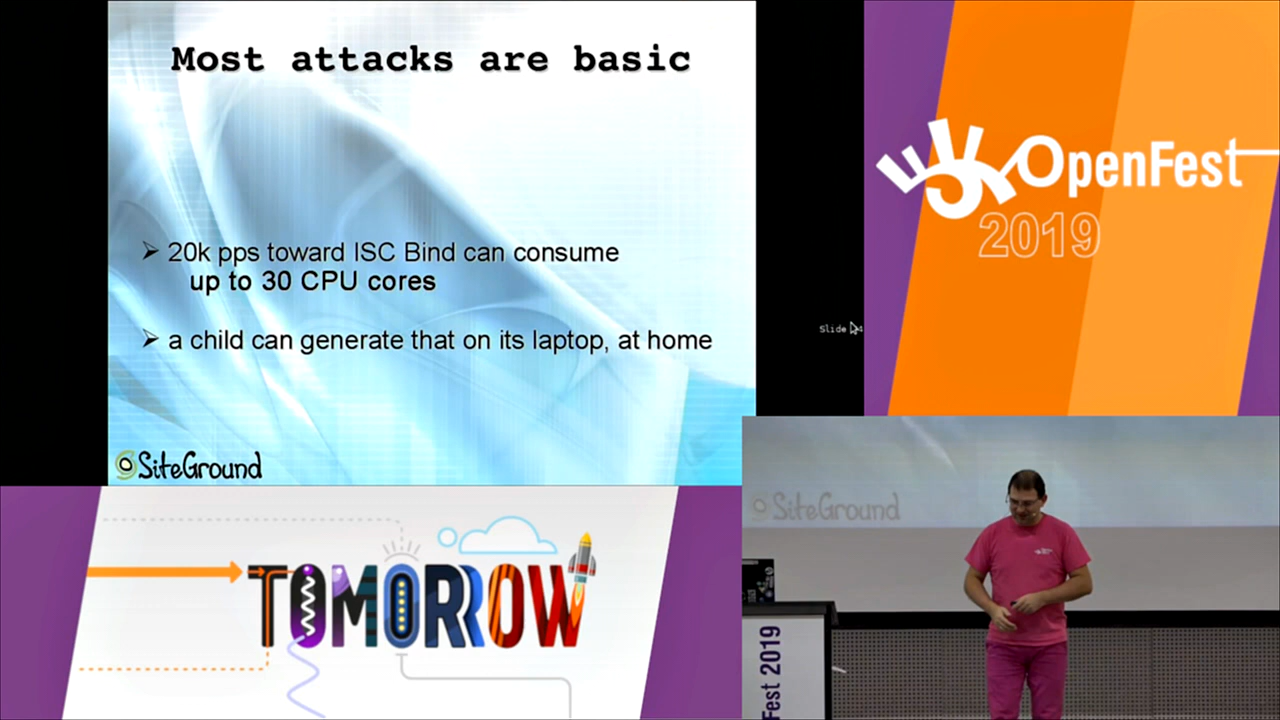 Most attacks are basic
➢ 20k pps toward ISC Bind can consume
up to 30 CPU cores
➢ a child can generate that on its laptop, at home
SiteGround
Slide
OpenFest
2019
TOMORROW
SiteGround
Fest 2019